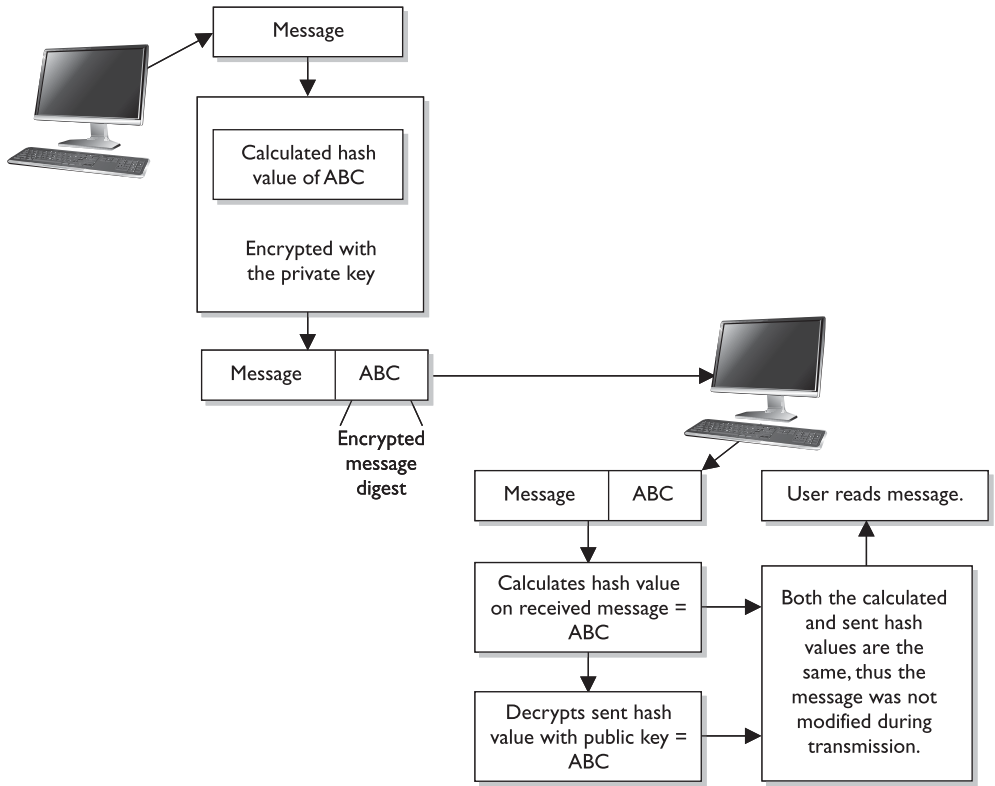 Message
Calculated hash
value of ABC
Encrypted with
the private key
Message
ABC
Encrypted
message
digest
Message
ABC
User reads message.
Calculates hash value
on received message =
ABC
Both the calculated
and sent hash
values are the
same, thus the
message was not
modified during
transmission.
Decrypts sent hash
value with public key =
ABC